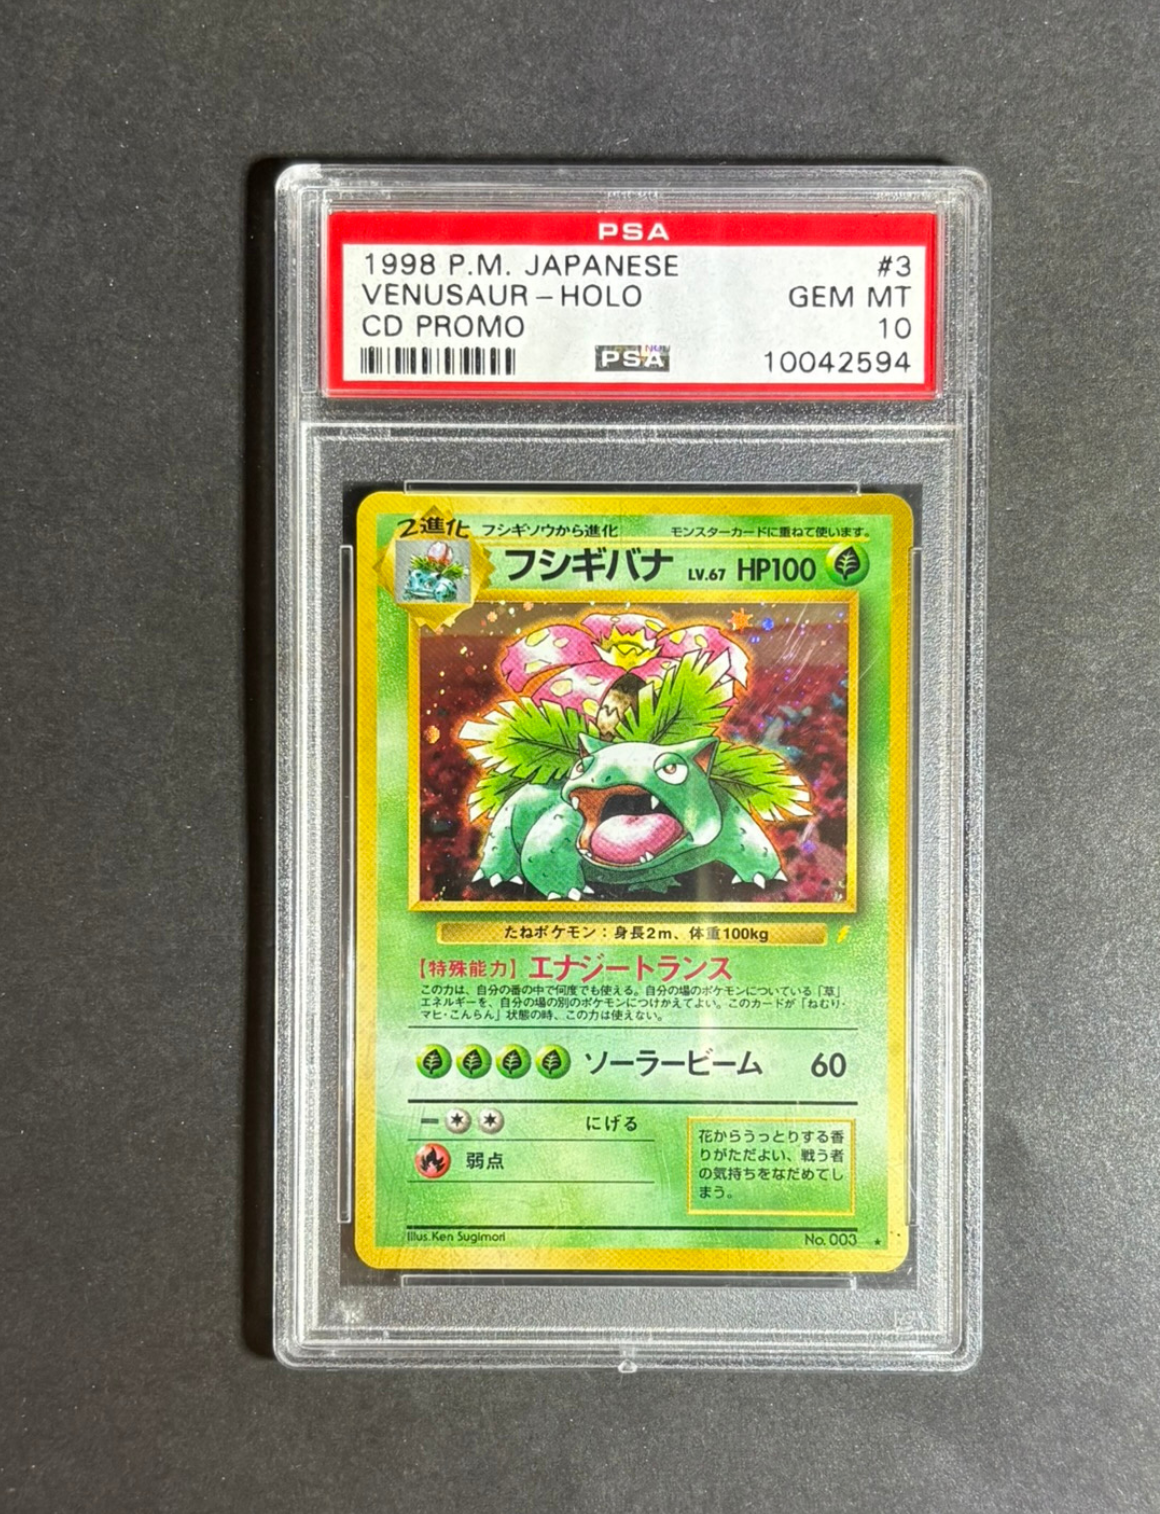 PSA
1998 P.M. JAPANESE #3
VENUSAUR-HOLO GEM MT
CD PROMO 10
PSA 10042594
2進化 フシギソウから進化 モンスターカードに重ねて使います。
フシギバナ LV.67 HP100
たねポケモン:身長2m、体重100kg
【特殊能力】エナジートランス
この力は、自分の番の中で何度でも使える。自分の場のポケモンについている「草」
エネルギーを、自分の場の別のポケモンにつけかえてよい。このカードが「ねむり・
マヒ・こんらん」状態の時、この力は使えない。
ソーラービーム 60
にげる
弱点
花からうっとりする香
りがただよい、戦う者
の気持ちをなだめてし
まう。
Illus. Ken Sugimori No. 003 ★